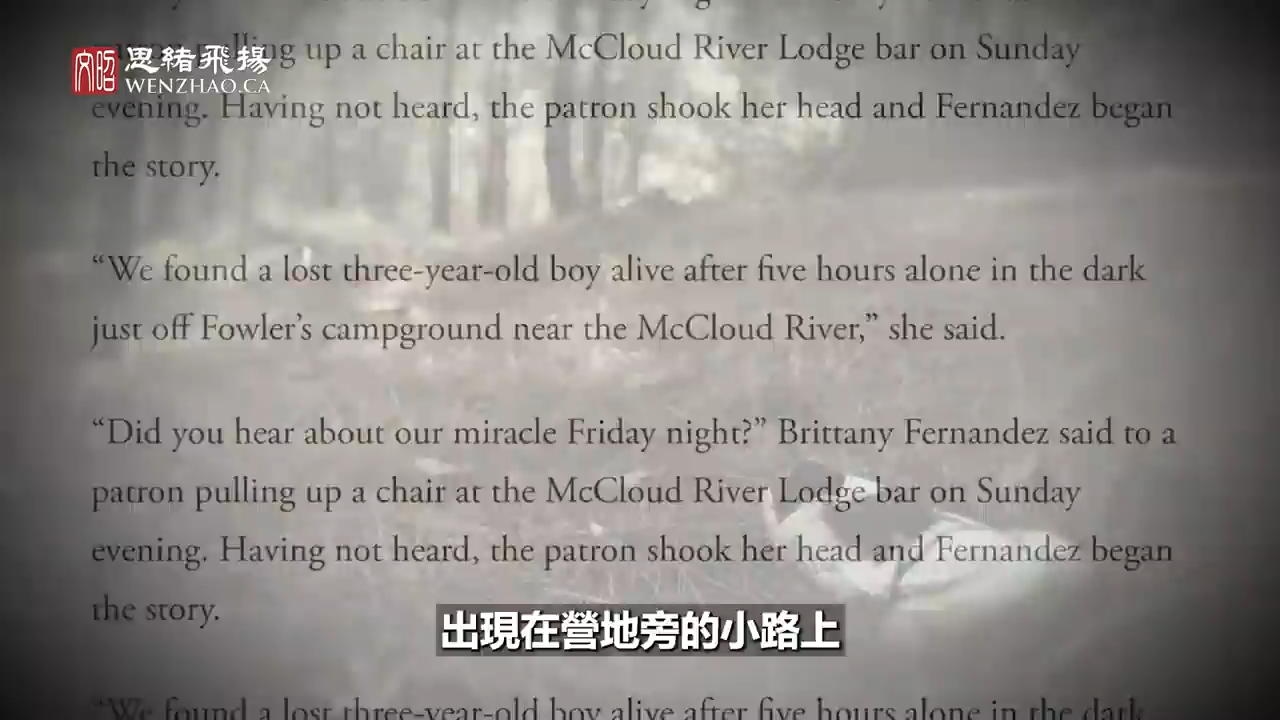 文昭
思緒飛揚
WENZHAO.CA
pulling up a chair at the McCloud River Lodge bar on Sunday
evening. Having not heard, the patron shook her head and Fernandez began
the story.
“We found a lost three-year-old boy alive after five hours alone in the dark
just off Fowler’s campground near the McCloud River,” she said.
“Did you hear about our miracle Friday night?” Brittany Fernandez said to a
patron pulling up a chair at the McCloud River Lodge bar on Sunday
evening. Having not heard, the patron shook her head and Fernandez began
the story.
出現在營地旁的小路上
“We found a lost three-year-old boy alive after five hours alone in the dark